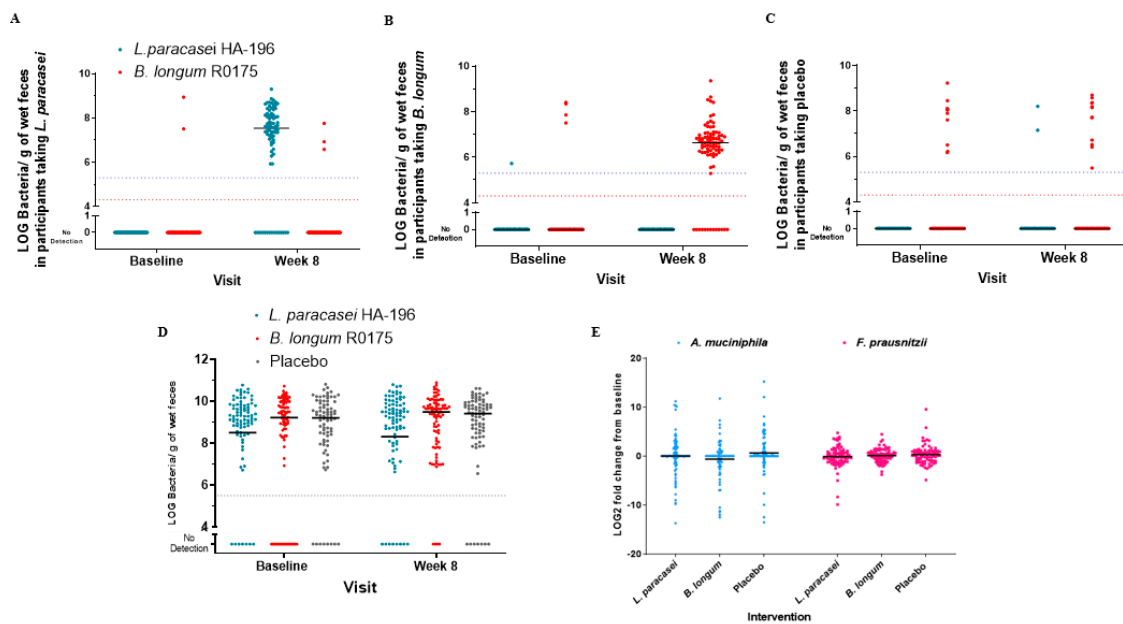 A
LOG Bacteria/ g of wet feces
in participants taking L. paracasei
L.paracasei HA-196
B. longum R0175
10
8
6
4
1
0
No
Detection
Baseline
Week 8
Visit
B
LOG Bacteria/ g of wet feces
in participants taking B. longum
10
8
6
4
1
0
No
Detection
Baseline
Week 8
Visit
C
LOG Bacteria/ g of wet feces
in participants taking placebo
10
8
6
4
1
0
No
Detection
Baseline
Week 8
Visit
D
L. paracasei HA-196
B. longum R0175
Placebo
LOG Bacteria/ g of wet feces
12
10
8
6
4
No
Detection
Baseline
Week 8
Visit
E
A. muciniphila
F. prausnitzii
LOG2 fold change from baseline
20
10
0
-10
-20
L. paracasei
B. longum
Placebo
L. paracasei
B. longum
Placebo
Intervention